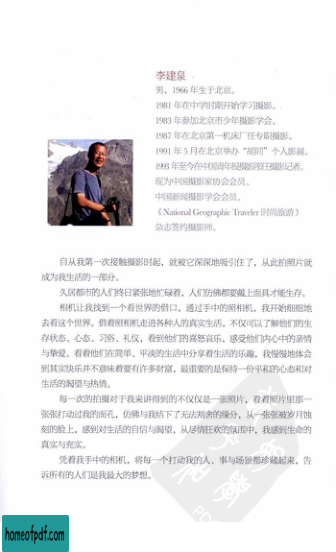 李建泉
男，1966 年生于北京。
1981 年在中学时期开始学习摄影。
1983 年参加北京市少年摄影学会。
1987 年在北京第一机床厂任专职摄影。
1991 年 5 月在北京举办“胡同”个人影展。
1993 年至今在中国青年报摄影部任摄影记者。
现为中国摄影家协会会员、
中国新闻摄影学会会员。
《National Geographic Traveler 时尚旅游》
杂志签约摄影师。
自从我第一次接触摄影时起，就被它深深地吸引住了，从此拍照片就
成为我生活的一部分。
久居都市的人们终日紧张地忙碌着，人们仿佛都要戴上面具才能生存。
相机让我找到一个看世界的借口，通过手中的照相机，我开始细细地
去看这个世界。借着照相机走进各种人的真实生活，不仅可以了解他们的生
存状态、心态、习俗、礼仪，看到他们的喜怒哀乐，感受他们内心中的亲情
与挚爱。看着他们在简单、平淡的生活中分享着生活的乐趣。我慢慢地体会
到其实快乐并不意味着要有许多财富，最重要的是保持一份平和的心态和对
生活的渴望与热情。
每一次的拍摄对于我来讲得到的不仅仅是一张照片，看着照片里那一
张张打动过我的面孔，仿佛与我结下了无法割舍的缘分，从一张张被岁月蚀
刻的脸上，感到对生活的自信与渴望，从尽情狂欢的氛围中，我感到生命的
真实与充实。
凭着我手中的相机，将每一个打动我的人、事与场景都珍藏起来，告
诉所有的人们是我最大的梦想。
homeofpdf.com